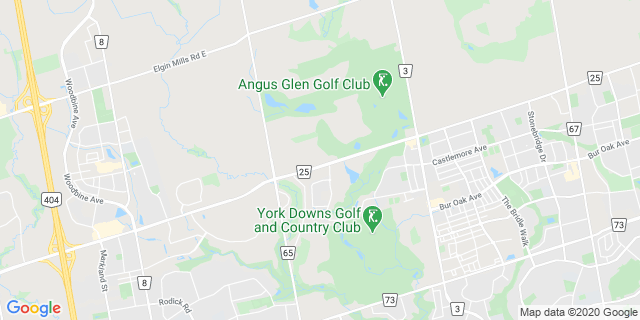 8
Elgin Mills Rd E
Woodbine Ave
Angus Glen Golf Club
3
25
67
Stonebridge Dr
Castlemore Ave
Bur Oak Ave
25
Woodbine Ave
404
Bur Oak Ave
The Bridle Walk
York Downs Golf
and Country Club
65
73
Markland St
8
Rodick Rd
73
3
Google
Map data ©2020 Google